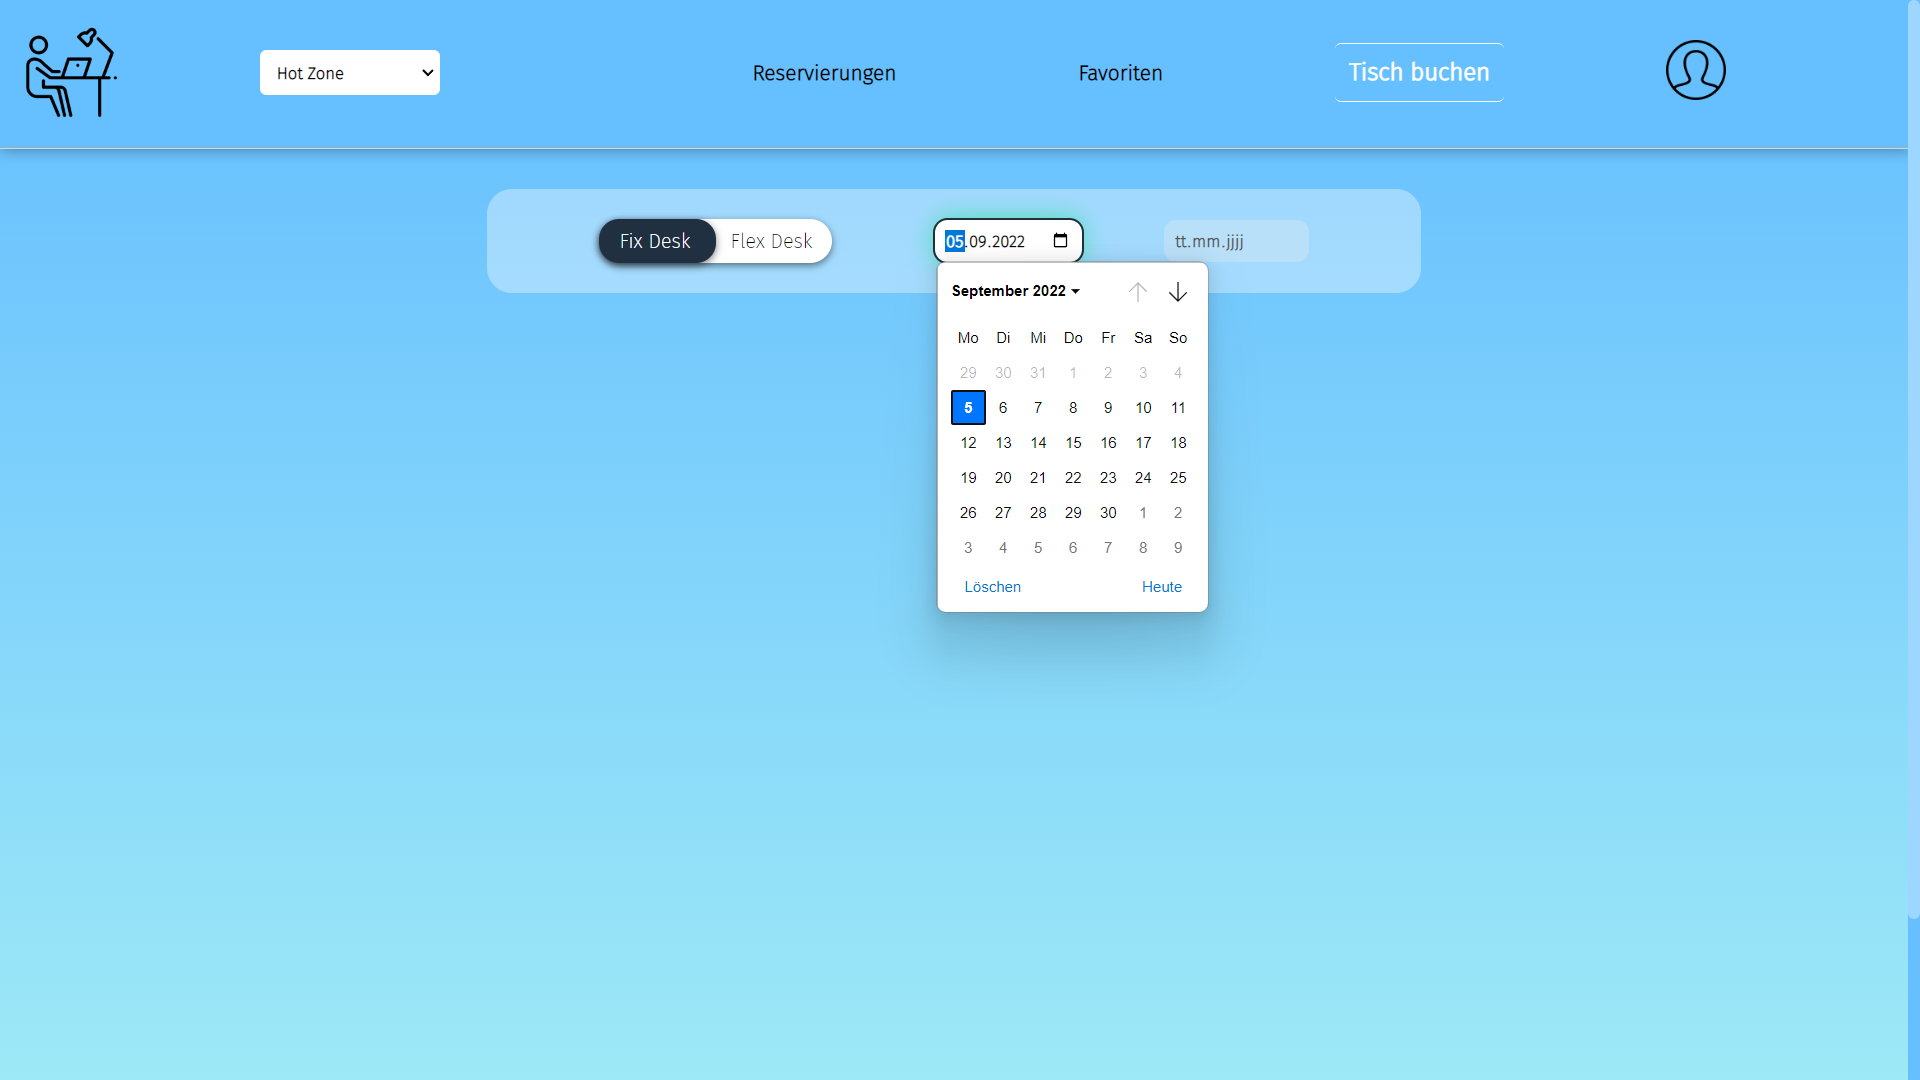 Hot Zone
Reservierungen
Favoriten
Tisch buchen
Fix Desk
Flex Desk
05.09.2022
tt.mm.jjjj
September 2022
Mo Di Mi Do Fr Sa So
29 30 31 1 2 3 4
5 6 7 8 9 10 11
12 13 14 15 16 17 18
19 20 21 22 23 24 25
26 27 28 29 30 1 2
3 4 5 6 7 8 9
Löschen
Heute